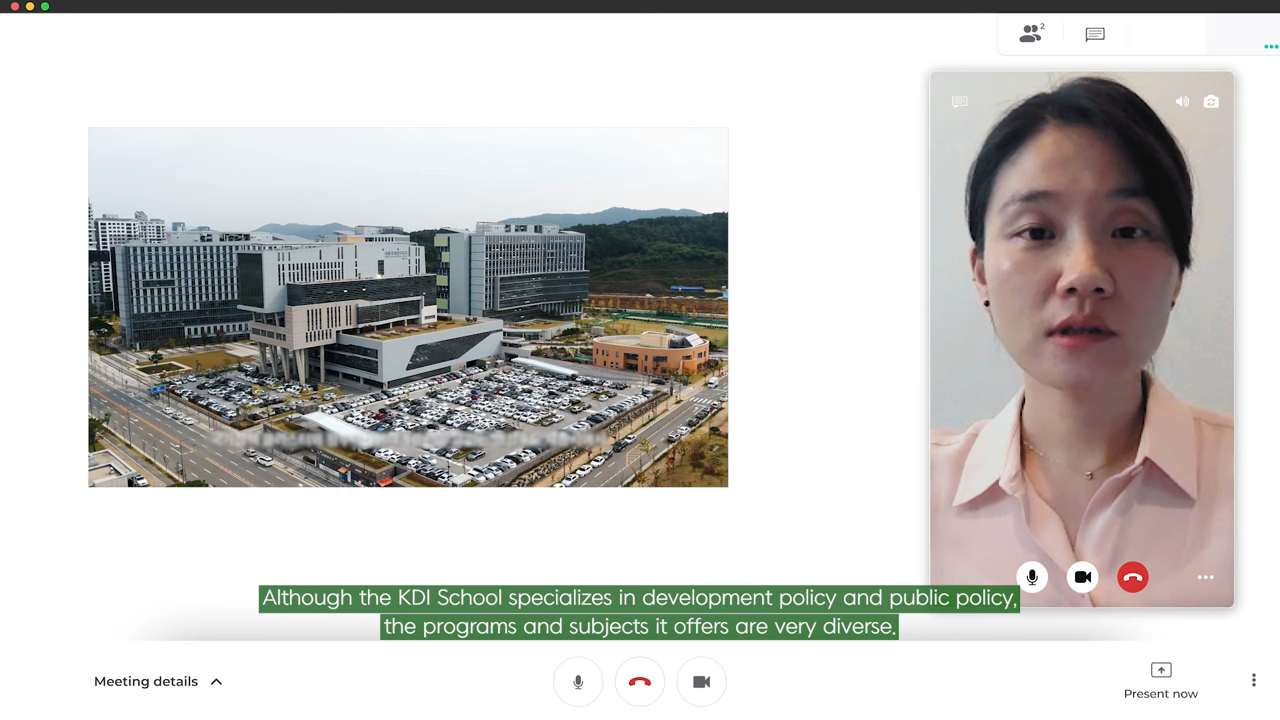 2
Although the KDI School specializes in development policy and public policy,
the programs and subjects it offers are very diverse.
Meeting details
Present now